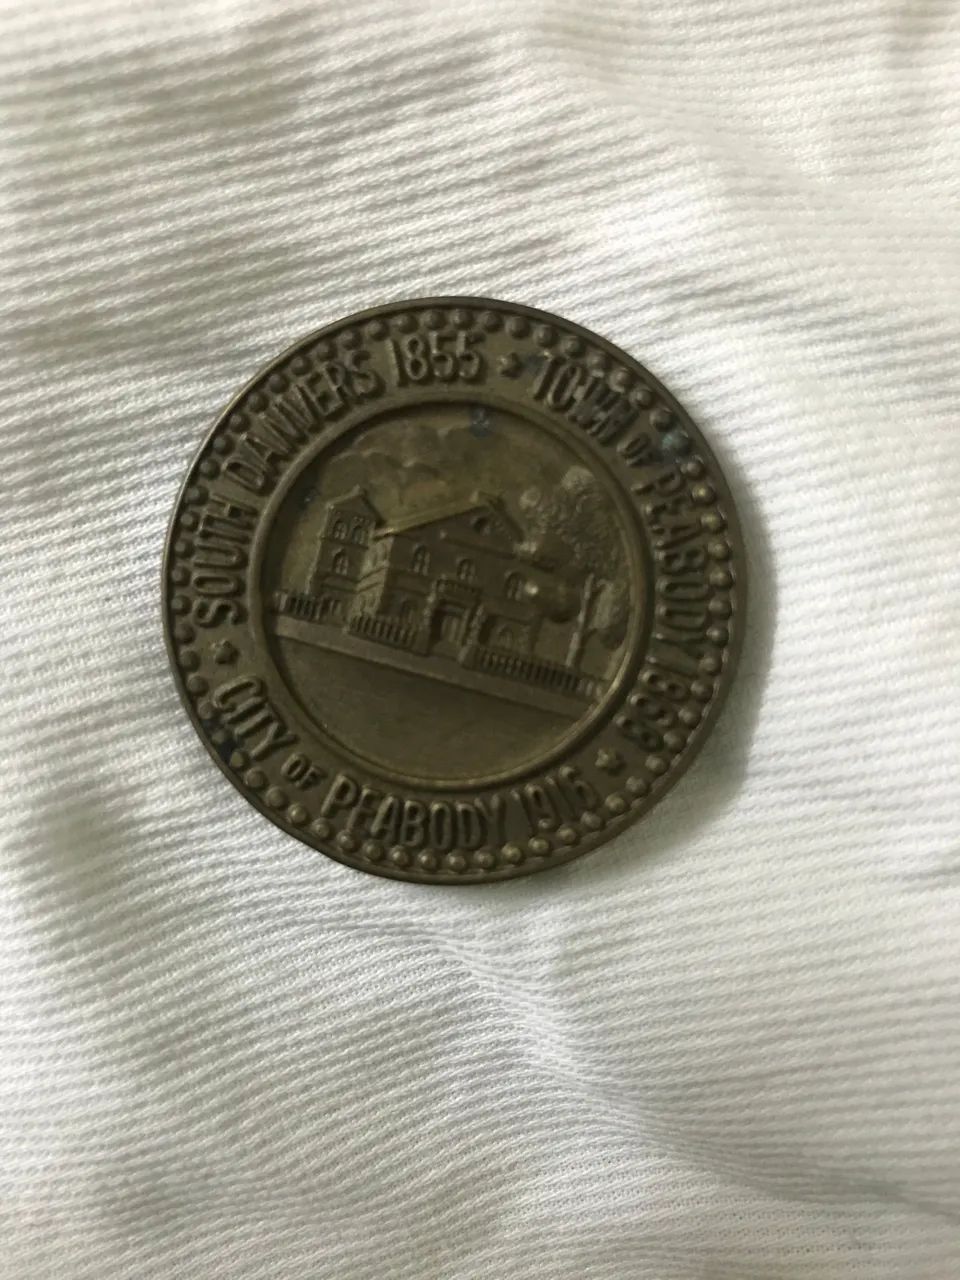 SOUTH DANVERS 1855
TOWN OF PEABODY 1868
CITY OF PEABODY 1916